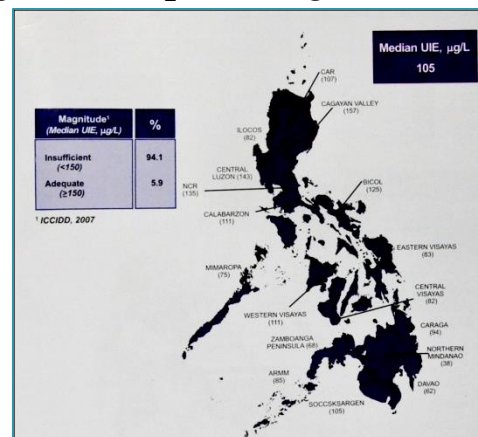 Median UIE, µg/L
105
Magnitude¹
(Median UIE, µg/L)
%
Insufficient
(<150)
94.1
Adequate
(≥150)
5.9
¹ ICCIDD, 2007
CAR
(107)
CAGAYAN VALLEY
(157)
ILOCOS
(82)
CENTRAL
LUZON (143)
NCR
(135)
BICOL
(125)
CALABARZON
(111)
EASTERN VISAYAS
(83)
MIMAROPA
(75)
CENTRAL
VISAYAS
(82)
WESTERN VISAYAS
(111)
CARAGA
(94)
ZAMBOANGA
PENINSULA (68)
NORTHERN
MINDANAO
(38)
ARMM
(85)
DAVAO
(62)
SOCCSKSARGEN
(105)